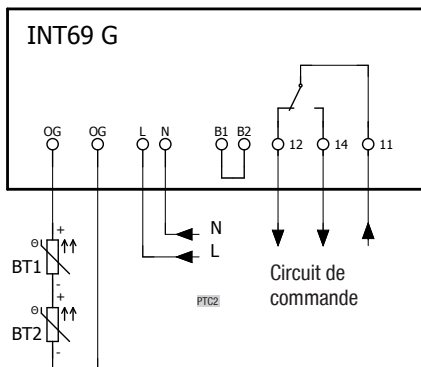 INT69 G
OG OG L N B1 B2 12 14 11
N
L
+
Θ
BT1
-
+
Θ
BT2
-
PTC2
Circuit de
commande